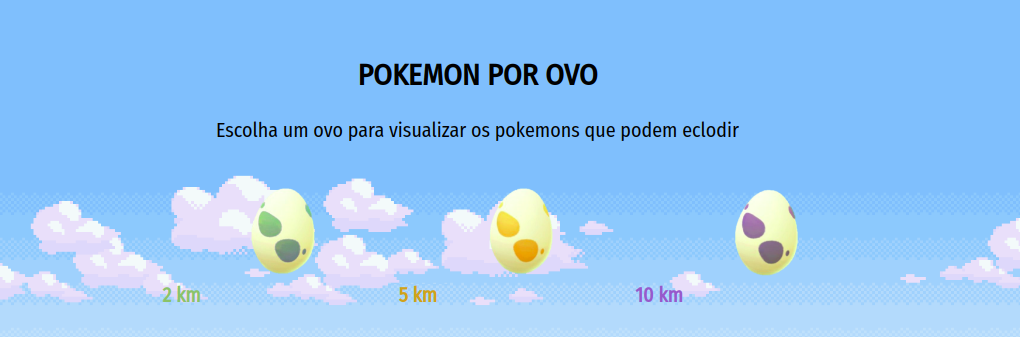 POKEMON POR OVO
Escolha um ovo para visualizar os pokemons que podem eclodir
2 km
5 km
10 km